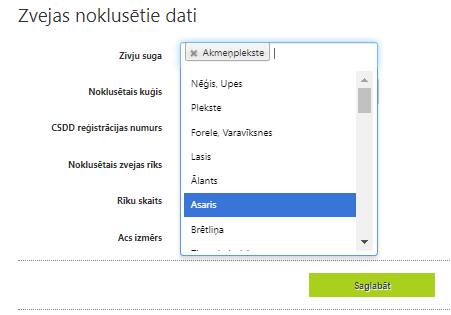 Zvejas noklusētie dati
Zivju suga
Akmeņplekste
Noklusētais kuģis
CSDD reģistrācijas numurs
Noklusētais zvejas rīks
Rīku skaits
Acs izmērs
Nēģis, Upes
Plekste
Forele, Varavīksnes
Lasis
Ālants
Asaris
Brētliņa
Saglabāt